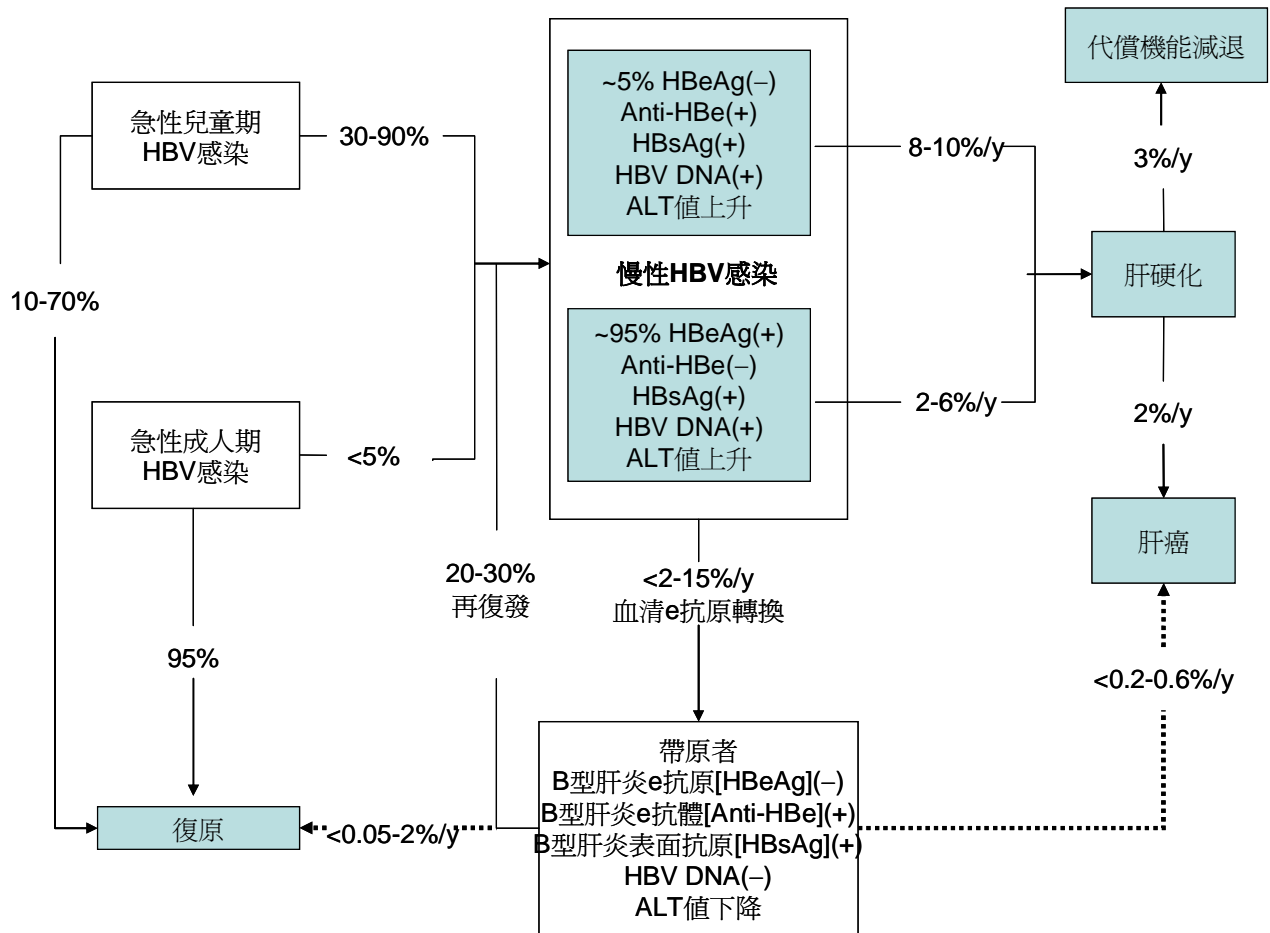 代償機能減退
~5% HBeAg(–)
Anti-HBe(+)
HBsAg(+)
HBV DNA(+)
ALT值上升
急性兒童期
HBV感染
30-90%
8-10%/y
3%/y
慢性HBV感染
肝硬化
10-70%
~95% HBeAg(+)
Anti-HBe(–)
HBsAg(+)
HBV DNA(+)
ALT值上升
2-6%/y
2%/y
急性成人期
HBV感染
<5%
肝癌
20-30%
再復發
<2-15%/y
血清e抗原轉換
95%
<0.2-0.6%/y
帶原者
B型肝炎e抗原[HBeAg](–)
B型肝炎e抗體[Anti-HBe](+)
B型肝炎表面抗原[HBsAg](+)
HBV DNA(–)
ALT值下降
復原
<0.05-2%/y